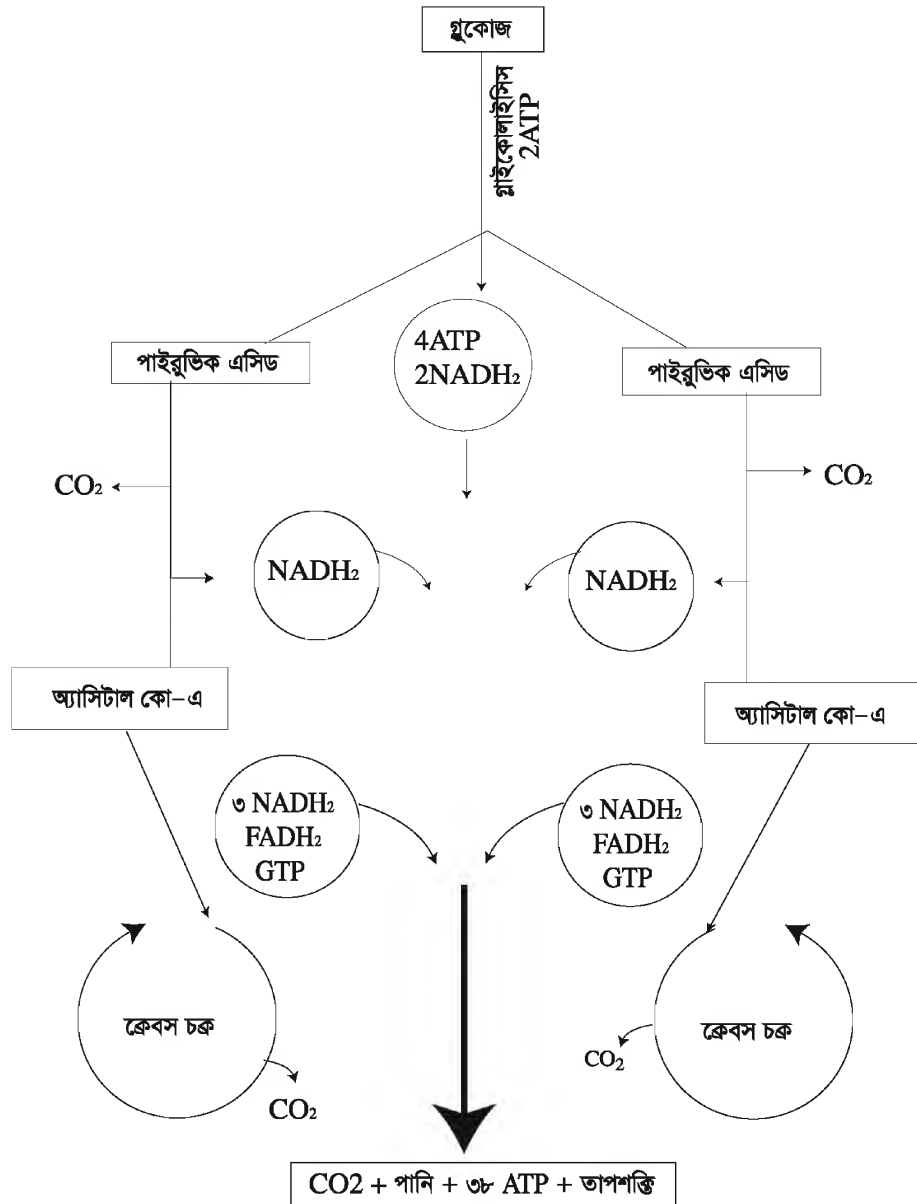 গ্লুকোজ
গ্লাইকোলাইসিস
2ATP
4ATP
2NADH₂
পাইরুভিক এসিড
পাইরুভিক এসিড
CO₂
CO₂
NADH₂
NADH₂
অ্যাসিটাল কো-এ
অ্যাসিটাল কো-এ
৩ NADH₂
FADH₂
GTP
৩ NADH₂
FADH₂
GTP
ক্রেবস চক্র
ক্রেবস চক্র
CO₂
CO₂
CO2 + পানি + ৩৮ ATP + তাপশক্তি